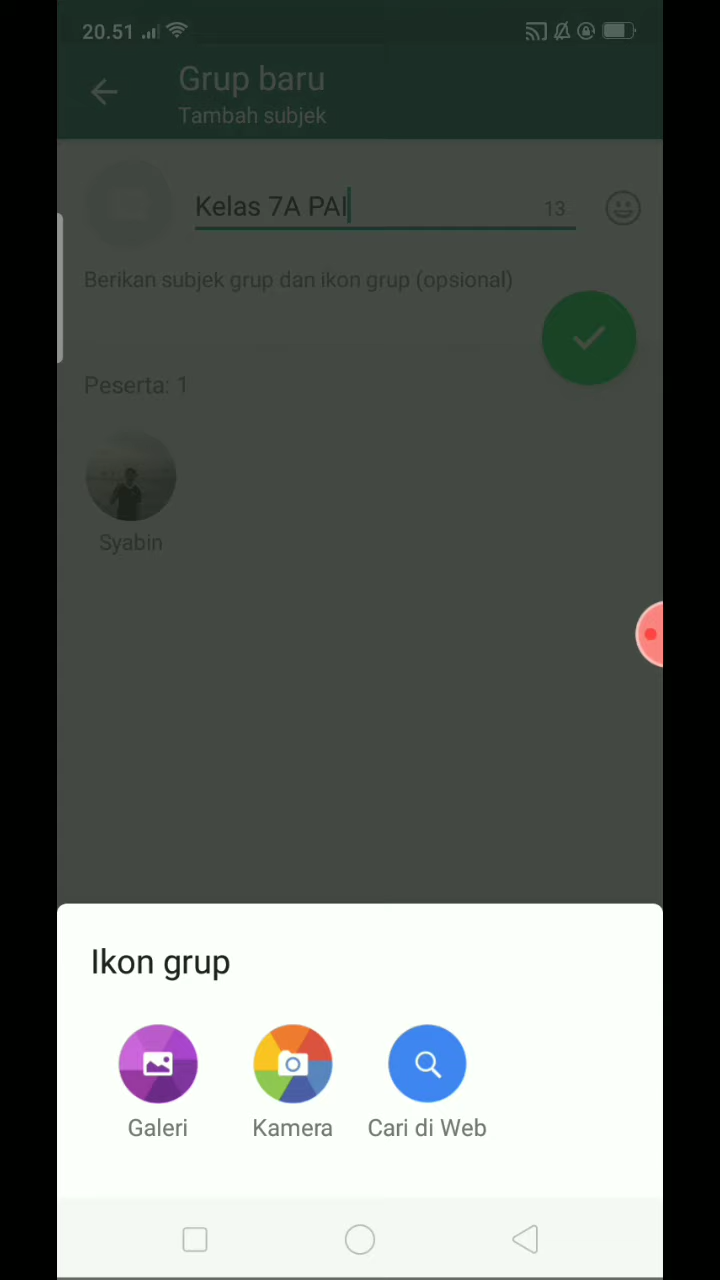 20.51
Grup baru
Tambah subjek
Kelas 7A PAI
13
Berikan subjek grup dan ikon grup (opsional)
Peserta: 1
Syabin
Ikon grup
Galeri
Kamera
Cari di Web